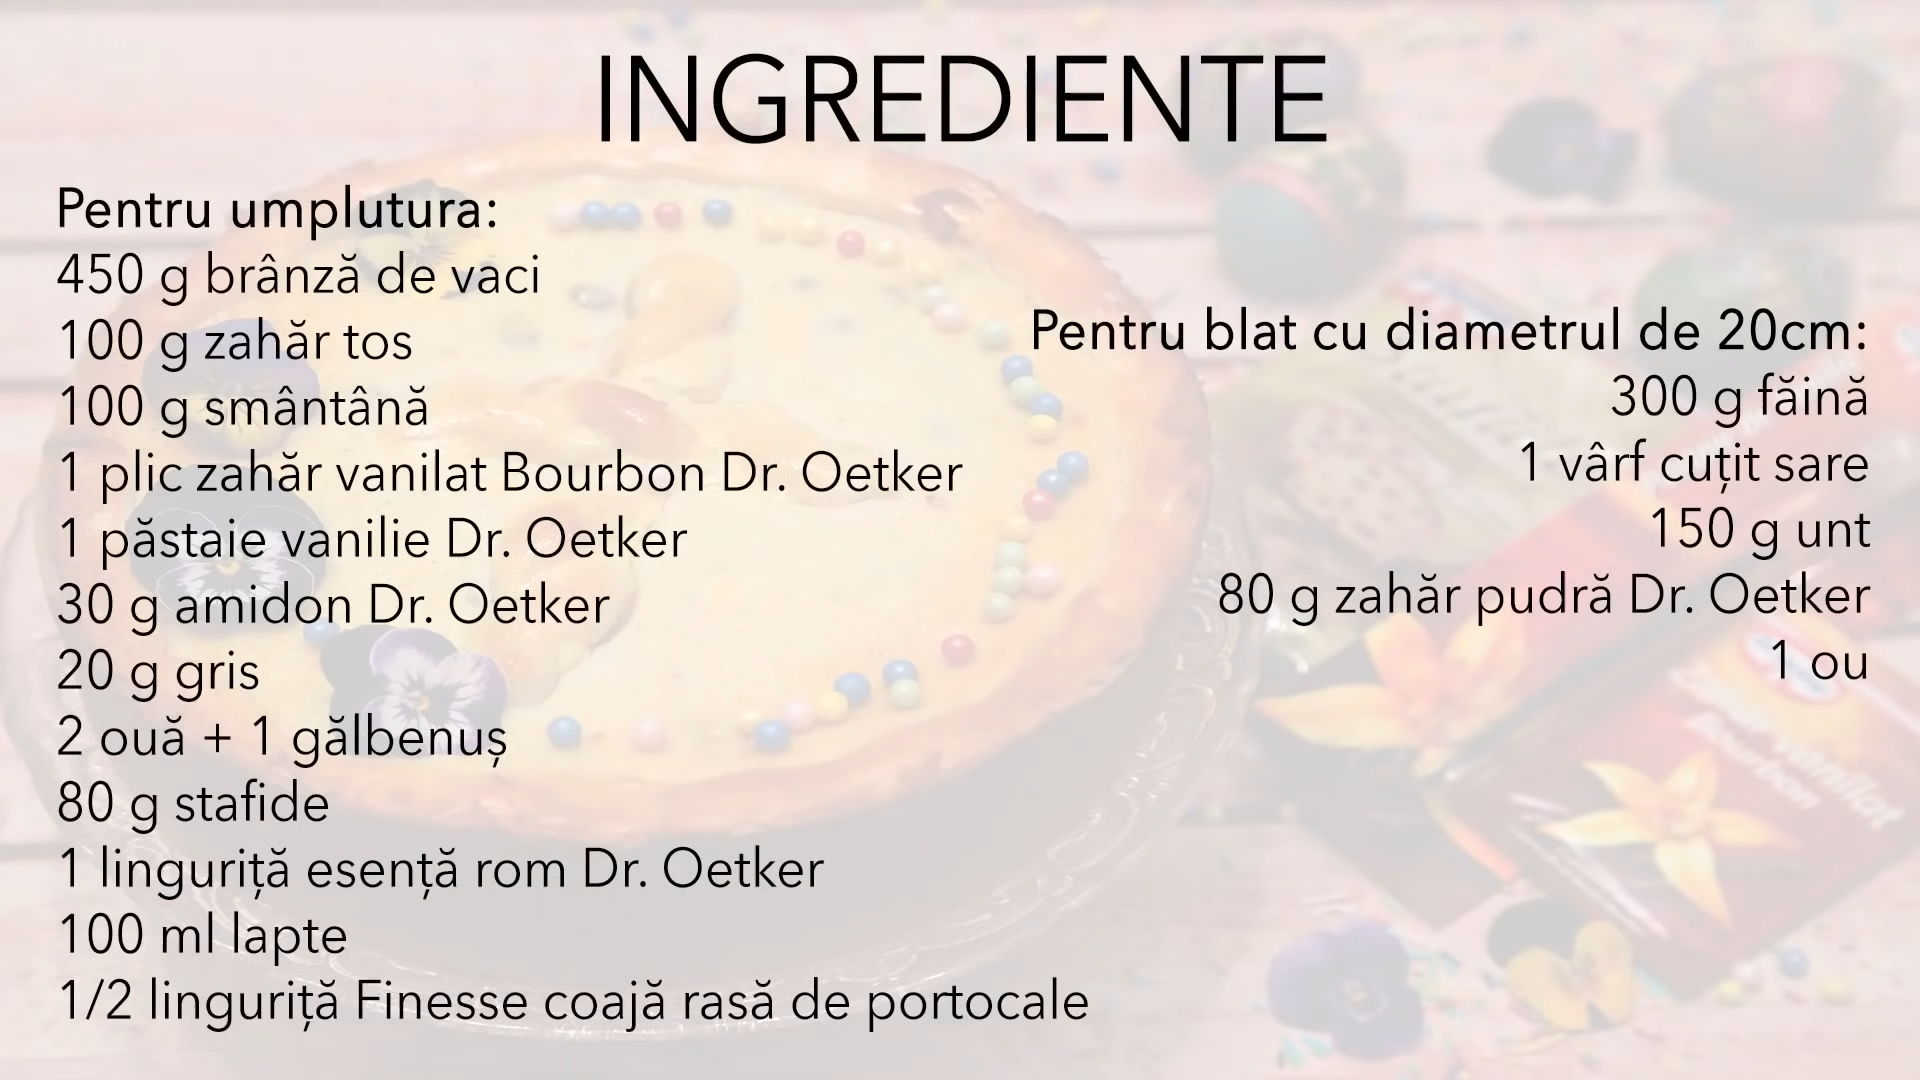 INGREDIENTE
Pentru umplutura:
450 g brânză de vaci
100 g zahăr tos
100 g smântână
1 plic zahăr vanilat Bourbon Dr. Oetker
1 păstaie vanilie Dr. Oetker
30 g amidon Dr. Oetker
20 g gris
2 ouă + 1 gălbenuș
80 g stafide
1 linguriță esență rom Dr. Oetker
100 ml lapte
1/2 linguriță Finesse coajă rasă de portocale
Pentru blat cu diametrul de 20cm:
300 g făină
1 vârf cuțit sare
150 g unt
80 g zahăr pudră Dr. Oetker
1 ou
Zahăr vanilat
Bourbon